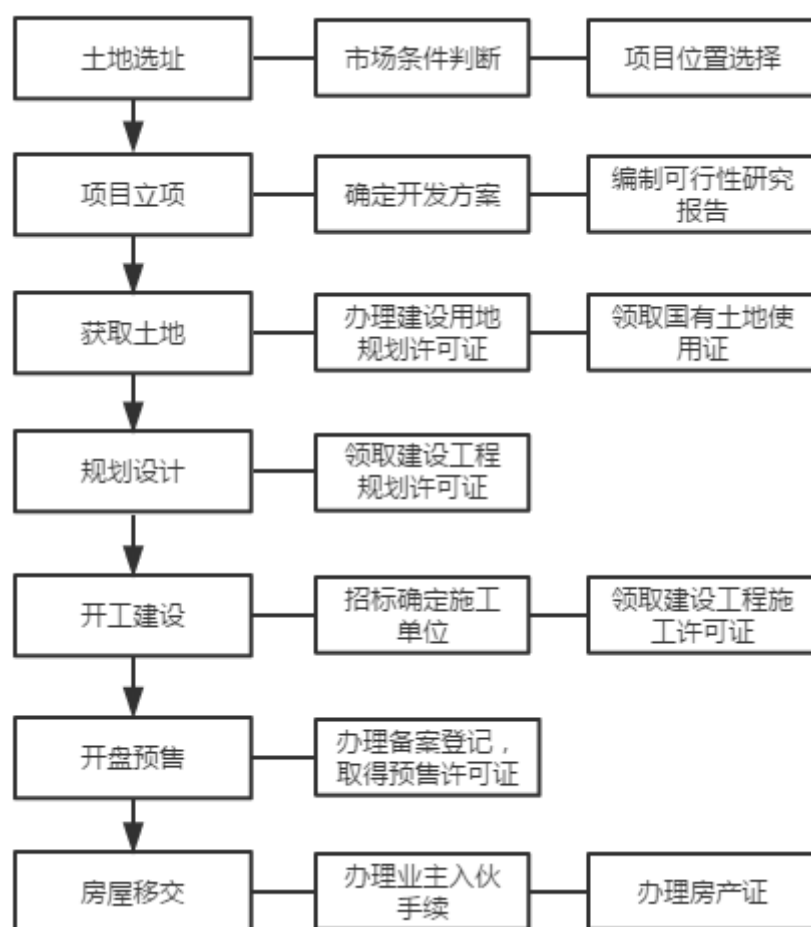 土地选址
市场条件判断
项目位置选择
项目立项
确定开发方案
编制可行性研究
报告
获取土地
办理建设用地
规划许可证
领取国有土地使
用证
规划设计
领取建设工程
规划许可证
开工建设
招标确定施工
单位
领取建设工程施
工许可证
开盘预售
办理备案登记，
取得预售许可证
房屋移交
办理业主入伙
手续
办理房产证